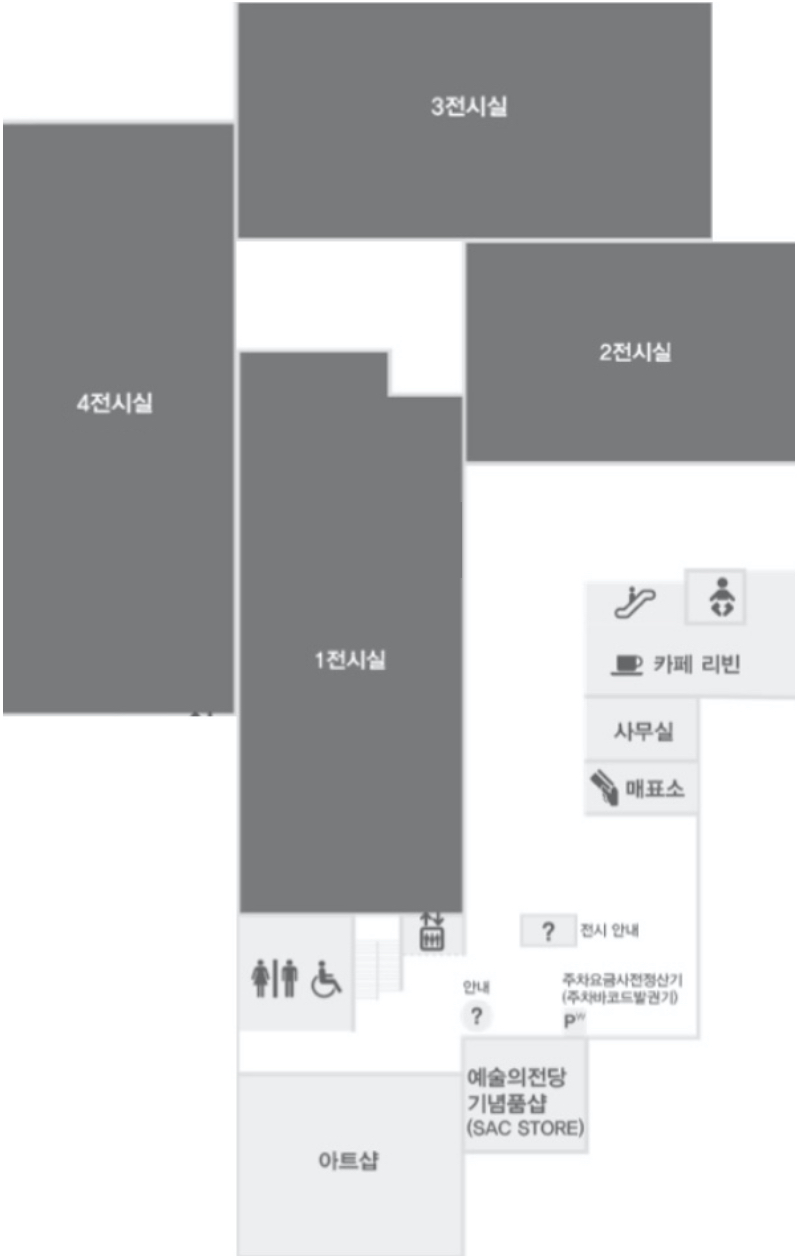 3전시실
2전시실
4전시실
1전시실
카페 리빈
사무실
매표소
? 전시 안내
안내
?
주차요금사전정산기
(주차바코드발권기)
P₩
예술의전당
기념품샵
(SAC STORE)
아트샵